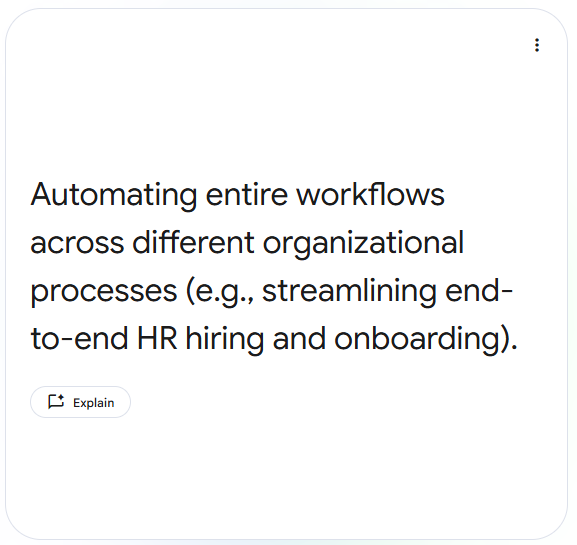 Automating entire workflows
across different organizational
processes (e.g., streamlining end-
to-end HR hiring and onboarding).
Explain